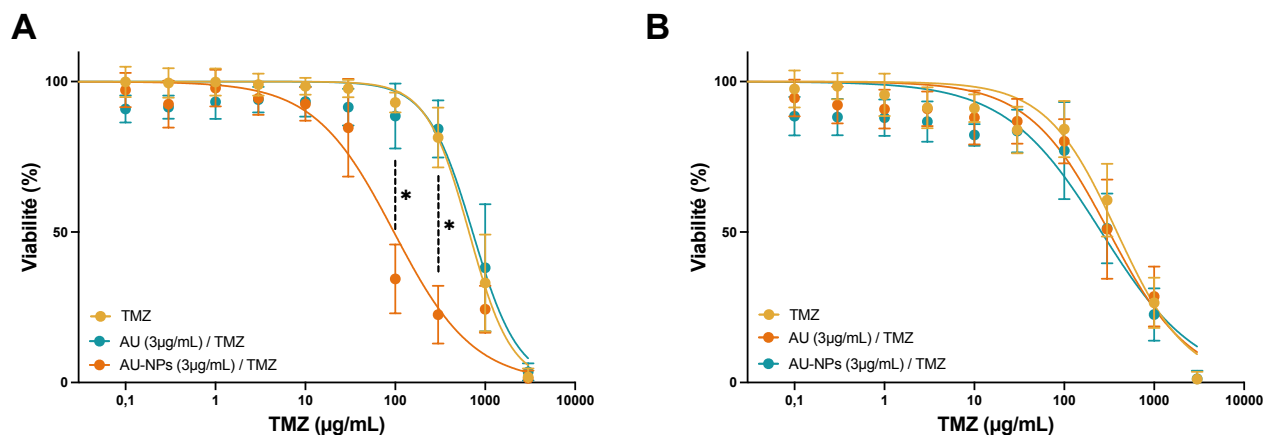 A
Viabilité (%)
100
50
0
TMZ
AU (3µg/mL) / TMZ
AU-NPs (3µg/mL) / TMZ
*
*
0,1
1
10
100
1000
10000
TMZ (µg/mL)
B
Viabilité (%)
100
50
0
TMZ
AU (3µg/mL) / TMZ
AU-NPs (3µg/mL) / TMZ
0,1
1
10
100
1000
10000
TMZ (µg/mL)